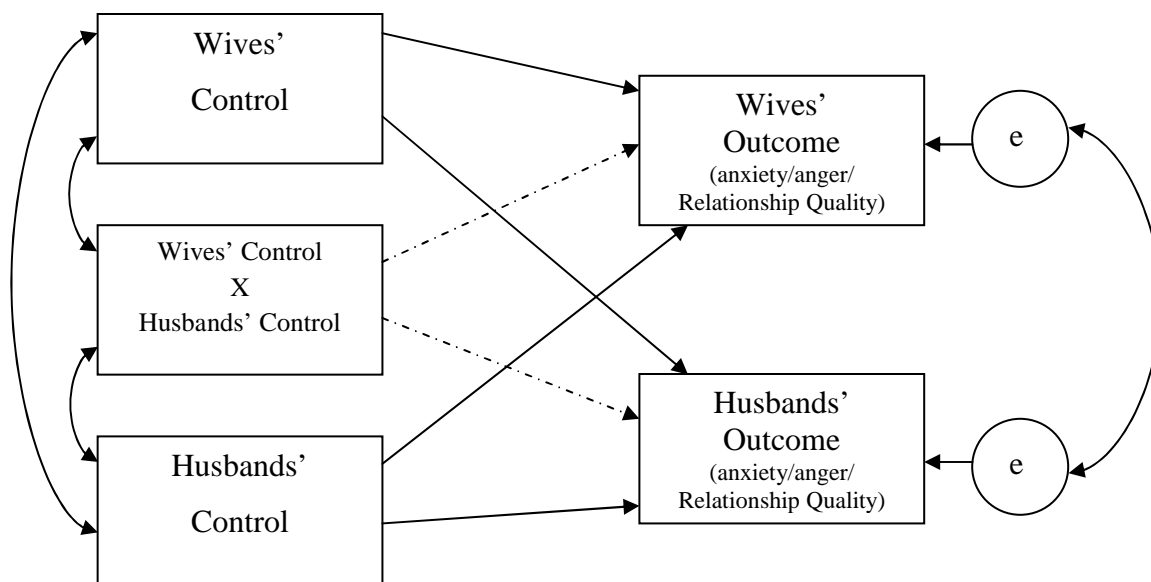 Wives’
Control
Wives’ Control
X
Husbands’ Control
Husbands’
Control
Wives’
Outcome
(anxiety/anger/
Relationship Quality)
Husbands’
Outcome
(anxiety/anger/
Relationship Quality)
e
e